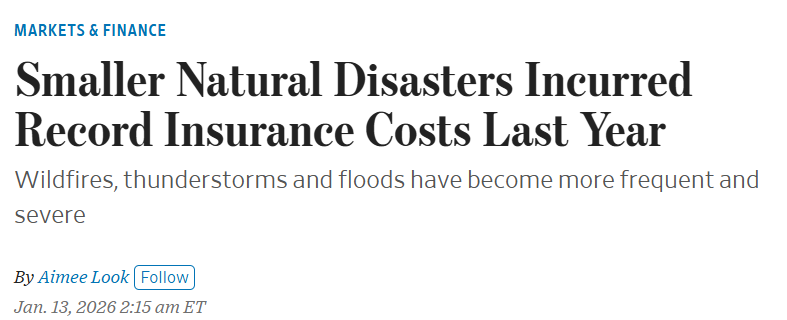 MARKETS & FINANCE
Smaller Natural Disasters Incurred
Record Insurance Costs Last Year
Wildfires, thunderstorms and floods have become more frequent and
severe
By Aimee Look Follow
Jan. 13, 2026 2:15 am ET